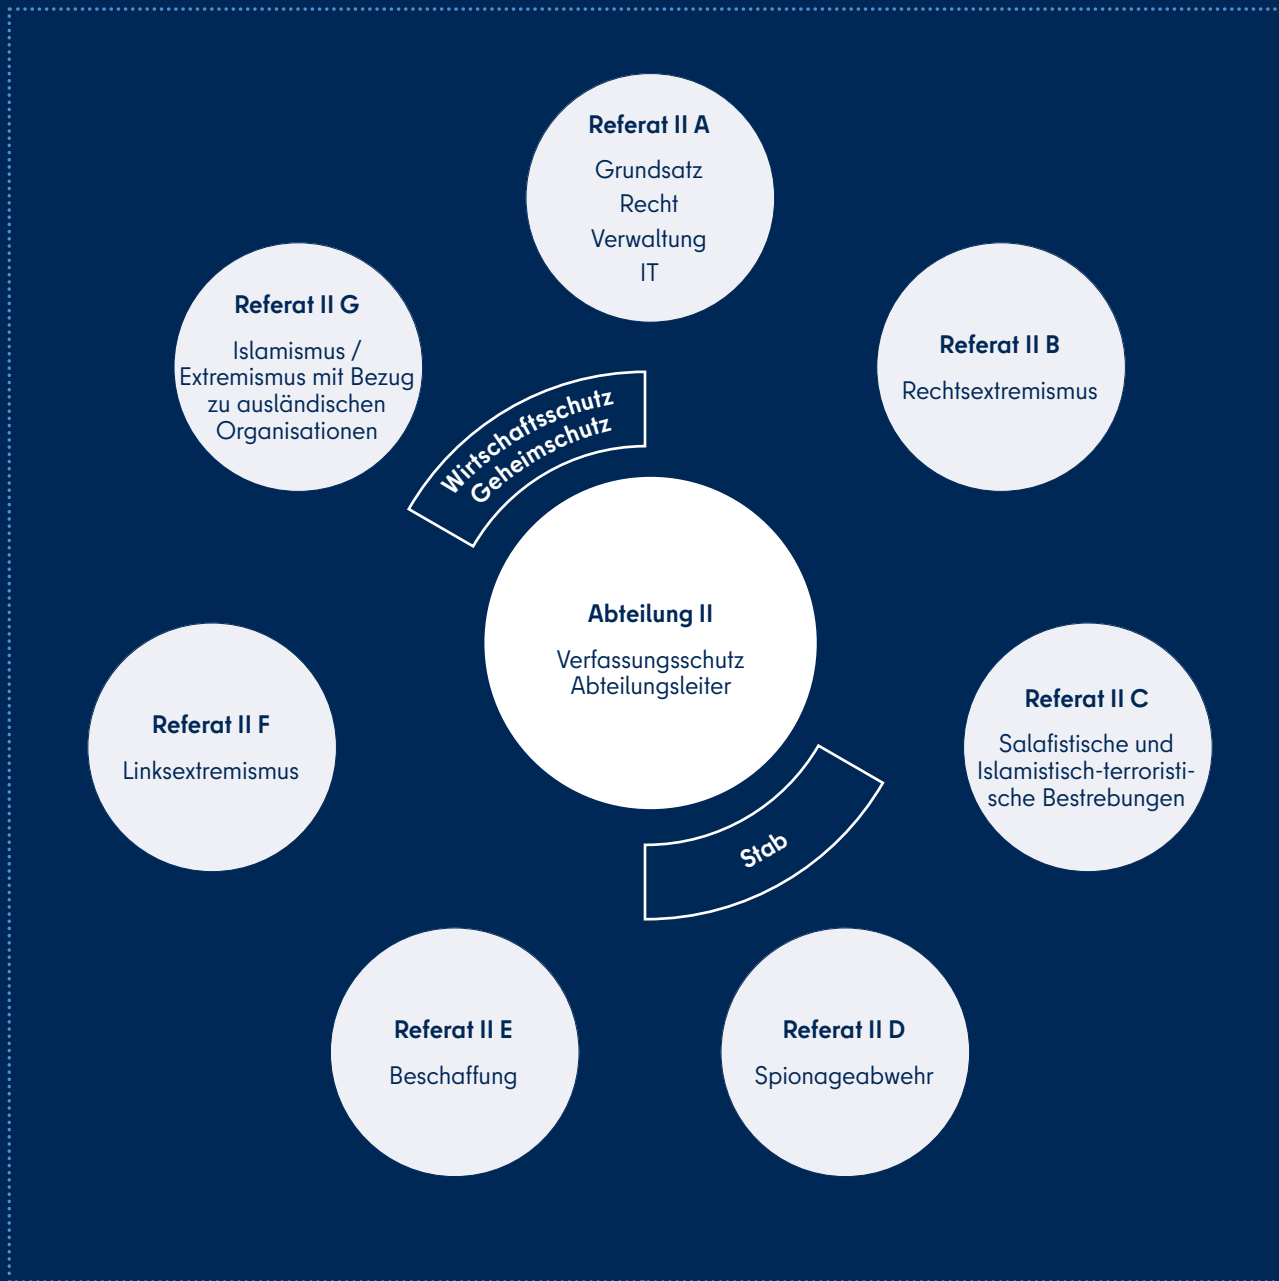 Referat II A
Grundsatz
Recht
Verwaltung
IT
Referat II G
Islamismus /
Extremismus mit Bezug
zu ausländischen
Organisationen
Referat II B
Rechtsextremismus
Wirtschaftsschutz
Geheimschutz
Abteilung II
Verfassungsschutz
Abteilungsleiter
Referat II F
Linksextremismus
Referat II C
Salafistische und
Islamistisch-terroristi-
sche Bestrebungen
Stab
Referat II E
Beschaffung
Referat II D
Spionageabwehr